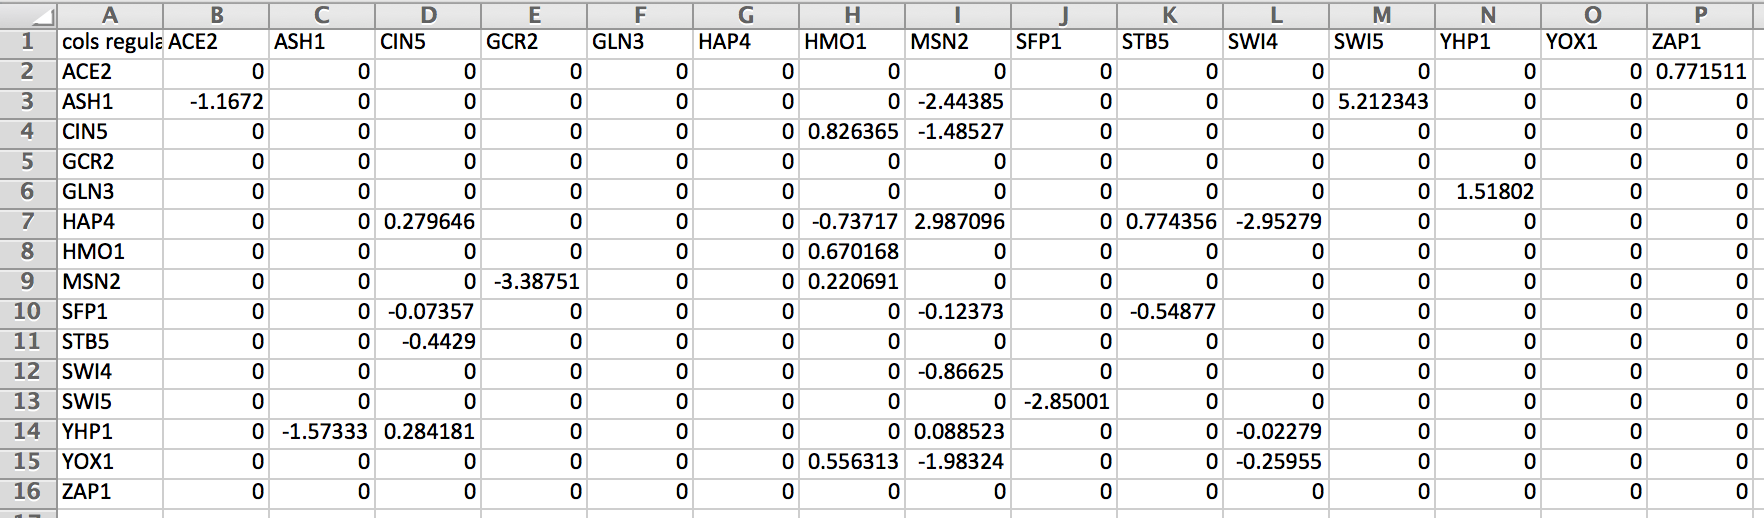 A B C D E F G H I J K L M N O P
1 cols regula ACE2 ASH1 CIN5 GCR2 GLN3 HAP4 HMO1 MSN2 SFP1 STB5 SWI4 SWI5 YHP1 YOX1 ZAP1
2 ACE2 0 0 0 0 0 0 0 0 0 0 0 0 0 0 0.771511
3 ASH1 -1.1672 0 0 0 0 0 0 -2.44385 0 0 0 5.212343 0 0 0
4 CIN5 0 0 0 0 0 0 0.826365 -1.48527 0 0 0 0 0 0 0
5 GCR2 0 0 0 0 0 0 0 0 0 0 0 0 0 0 0
6 GLN3 0 0 0 0 0 0 0 0 0 0 0 0 1.51802 0 0
7 HAP4 0 0 0.279646 0 0 0 -0.73717 2.987096 0 0.774356 -2.95279 0 0 0 0
8 HMO1 0 0 0 0 0 0 0.670168 0 0 0 0 0 0 0 0
9 MSN2 0 0 0 -3.38751 0 0 0.220691 0 0 0 0 0 0 0 0
10 SFP1 0 0 -0.07357 0 0 0 0 -0.12373 0 -0.54877 0 0 0 0 0
11 STB5 0 0 -0.4429 0 0 0 0 0 0 0 0 0 0 0 0
12 SWI4 0 0 0 0 0 0 0 -0.86625 0 0 0 0 0 0 0
13 SWI5 0 0 0 0 0 0 0 0 -2.85001 0 0 0 0 0 0
14 YHP1 0 -1.57333 0.284181 0 0 0 0 0.088523 0 0 -0.02279 0 0 0 0
15 YOX1 0 0 0 0 0 0 0.556313 -1.98324 0 0 -0.25955 0 0 0 0
16 ZAP1 0 0 0 0 0 0 0 0 0 0 0 0 0 0 0